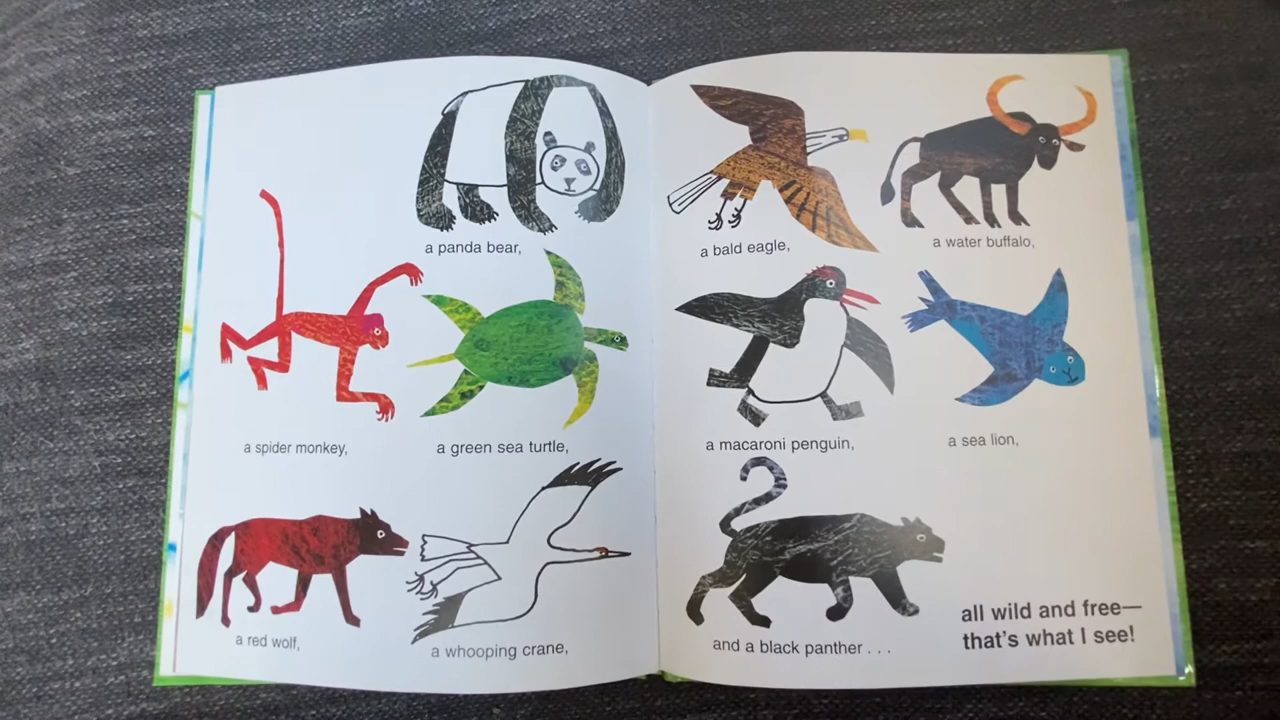 a panda bear,
a bald eagle,
a water buffalo,
a spider monkey,
a green sea turtle,
a macaroni penguin,
a sea lion,
a red wolf,
a whooping crane,
and a black panther . . .
all wild and free—
that's what I see!